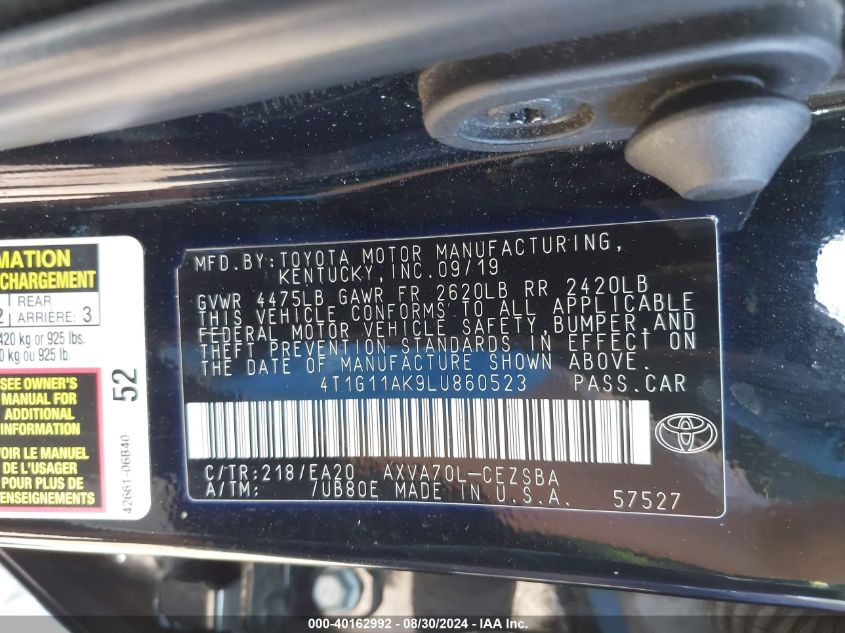 MFD.BY:TOYOTA MOTOR MANUFACTURING,
KENTUCKY, INC.09/19
GVWR 4475LB GAWR FR 2620LB RR 2420LB
THIS VEHICLE CONFORMS TO ALL APPLICABLE
FEDERAL MOTOR VEHICLE SAFETY,BUMPER,AND
THEFT PREVENTION STANDARDS IN EFFECT ON
THE DATE OF MANUFACTURE SHOWN ABOVE.
4T1G11AK9LU860523 PASS.CAR
C/TR:218/EA20 AXVA70L-CEZSBA
A/TM: /UB80E MADE IN U.S.A. 57527
MATION
CHARGEMENT
REAR
2 ARRIÈRE: 3
420 kg or 925 lbs.
0 kg ou 925 lb.
SEE OWNER'S
MANUAL FOR
ADDITIONAL
INFORMATION
VOIR MANUEL
DE L'USAGER
POUR PLUS DE
RENSEIGNEMENTS
52
42661-06B40
000-40162992 - 08/30/2024 - IAA Inc.